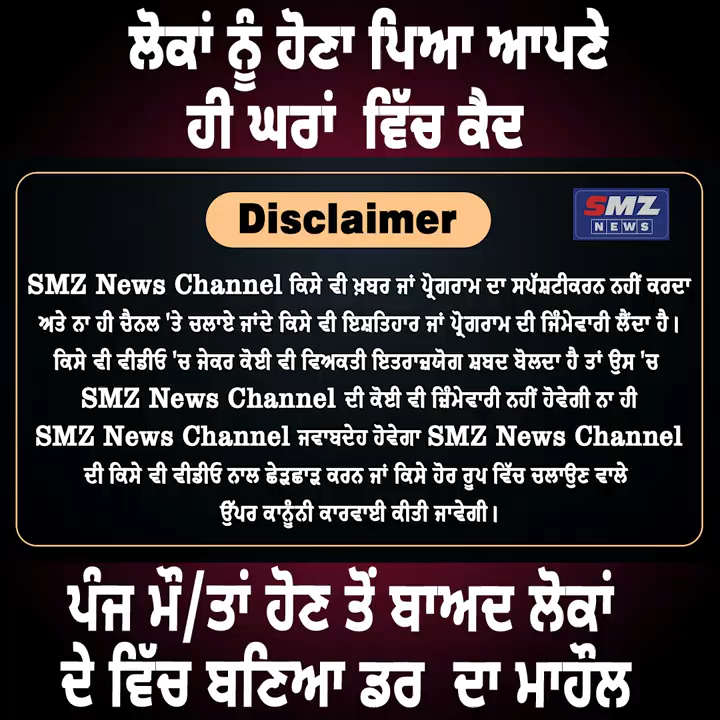 ਲੋਕਾਂ ਨੂੰ ਹੋਣਾ ਪਿਆ ਆਪਣੇ
ਹੀ ਘਰਾਂ ਵਿੱਚ ਕੈਦ
Disclaimer
SMZ
NEWS
SMZ News Channel ਕਿਸੇ ਵੀ ਖ਼ਬਰ ਜਾਂ ਪ੍ਰੋਗਰਾਮ ਦਾ ਸਪੱਸ਼ਟੀਕਰਨ ਨਹੀਂ ਕਰਦਾ
ਅਤੇ ਨਾ ਹੀ ਚੈਨਲ 'ਤੇ ਚਲਾਏ ਜਾਂਦੇ ਕਿਸੇ ਵੀ ਇਸ਼ਤਿਹਾਰ ਜਾਂ ਪ੍ਰੋਗਰਾਮ ਦੀ ਜਿੰਮੇਵਾਰੀ ਲੈਂਦਾ ਹੈ।
ਕਿਸੇ ਵੀ ਵੀਡੀਓ 'ਚ ਜੇਕਰ ਕੋਈ ਵੀ ਵਿਅਕਤੀ ਇਤਰਾਜ਼ਯੋਗ ਸ਼ਬਦ ਬੋਲਦਾ ਹੈ ਤਾਂ ਉਸ 'ਚ
SMZ News Channel ਦੀ ਕੋਈ ਵੀ ਜ਼ਿੰਮੇਵਾਰੀ ਨਹੀਂ ਹੋਵੇਗੀ ਨਾ ਹੀ
SMZ News Channel ਜਵਾਬਦੇਹ ਹੋਵੇਗਾ SMZ News Channel
ਦੀ ਕਿਸੇ ਵੀ ਵੀਡੀਓ ਨਾਲ ਛੇੜਛਾੜ ਕਰਨ ਜਾਂ ਕਿਸੇ ਹੋਰ ਰੂਪ ਵਿੱਚ ਚਲਾਉਣ ਵਾਲੇ
ਉੱਪਰ ਕਾਨੂੰਨੀ ਕਾਰਵਾਈ ਕੀਤੀ ਜਾਵੇਗੀ।
ਪੰਜ ਮੌ/ਤਾਂ ਹੋਣ ਤੋਂ ਬਾਅਦ ਲੋਕਾਂ
ਦੇ ਵਿੱਚ ਬਣਿਆ ਡਰ ਦਾ ਮਾਹੌਲ